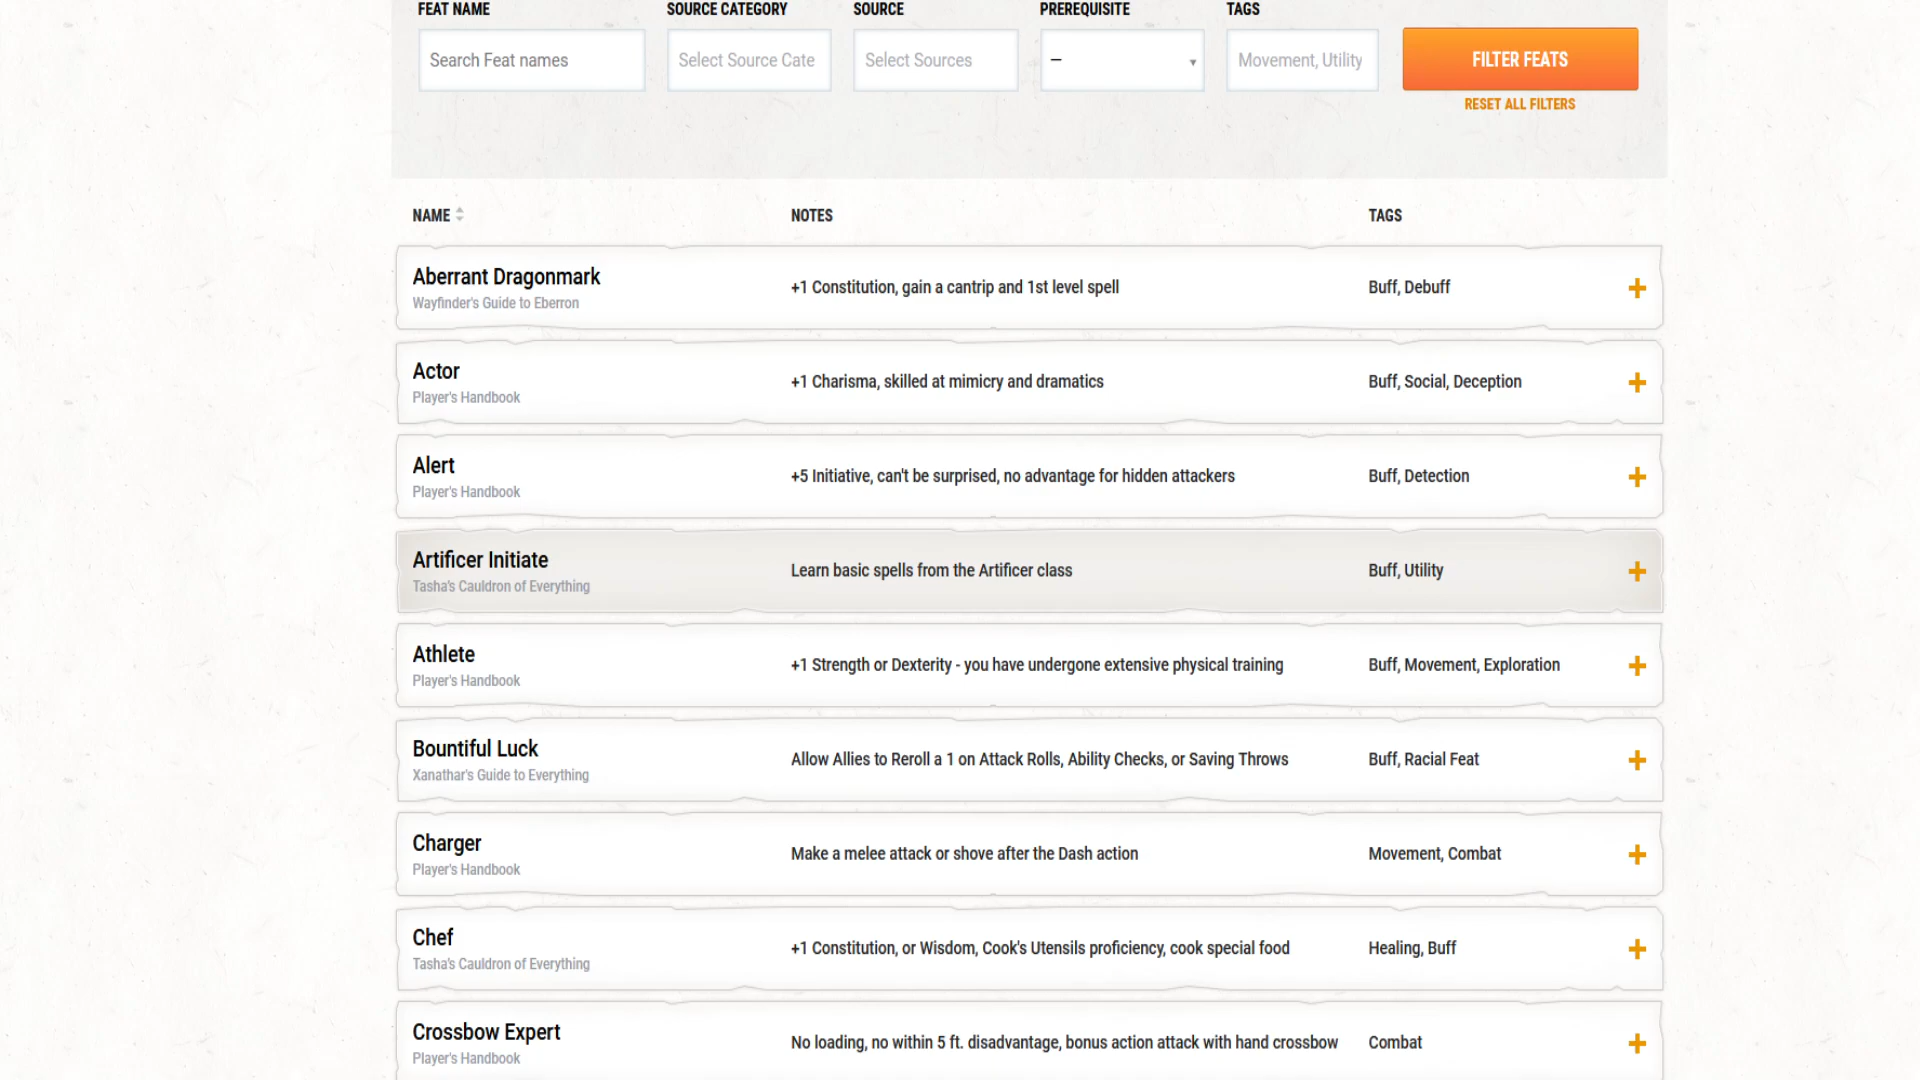 FEAT NAME SOURCE CATEGORY SOURCE PREREQUISITE TAGS
Search Feat names Select Source Cate Select Sources – Movement, Utility FILTER FEATS
RESET ALL FILTERS
NAME NOTES TAGS
Aberrant Dragonmark
Wayfinder's Guide to Eberron
+1 Constitution, gain a cantrip and 1st level spell
Buff, Debuff
Actor
Player's Handbook
+1 Charisma, skilled at mimicry and dramatics
Buff, Social, Deception
Alert
Player's Handbook
+5 Initiative, can't be surprised, no advantage for hidden attackers
Buff, Detection
Artificer Initiate
Tasha's Cauldron of Everything
Learn basic spells from the Artificer class
Buff, Utility
Athlete
Player's Handbook
+1 Strength or Dexterity - you have undergone extensive physical training
Buff, Movement, Exploration
Bountiful Luck
Xanathar's Guide to Everything
Allow Allies to Reroll a 1 on Attack Rolls, Ability Checks, or Saving Throws
Buff, Racial Feat
Charger
Player's Handbook
Make a melee attack or shove after the Dash action
Movement, Combat
Chef
Tasha's Cauldron of Everything
+1 Constitution, or Wisdom, Cook's Utensils proficiency, cook special food
Healing, Buff
Crossbow Expert
Player's Handbook
No loading, no within 5 ft. disadvantage, bonus action attack with hand crossbow
Combat